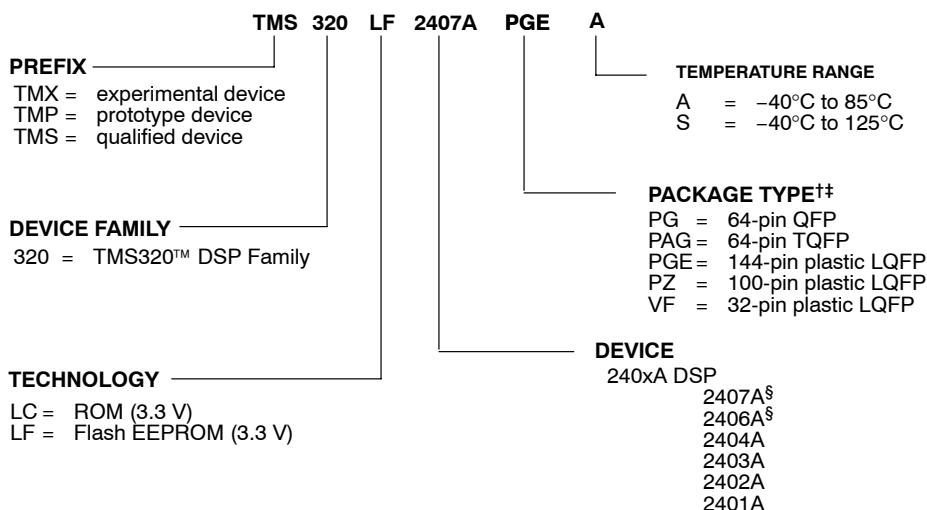 TMS 320 LF 2407A PGE A
PREFIX
TMX = experimental device
TMP = prototype device
TMS = qualified device
TEMPERATURE RANGE
A = −40°C to 85°C
S = −40°C to 125°C
PACKAGE TYPE†‡
PG = 64-pin QFP
PAG = 64-pin TQFP
PGE = 144-pin plastic LQFP
PZ = 100-pin plastic LQFP
VF = 32-pin plastic LQFP
DEVICE FAMILY
320 = TMS320™ DSP Family
DEVICE
240xA DSP
2407A§
2406A§
2404A
2403A
2402A
2401A
TECHNOLOGY
LC = ROM (3.3 V)
LF = Flash EEPROM (3.3 V)